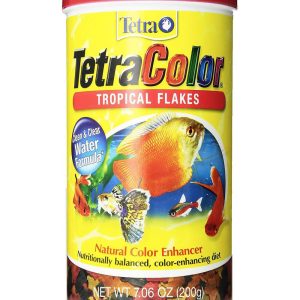 Tetra
TetraColor®
TROPICAL FLAKES
Clean & Clear
Water
Formula
Natural Color Enhancer
Nutritionally balanced, color-enhancing diet
NET WT 7.06 OZ (200g)